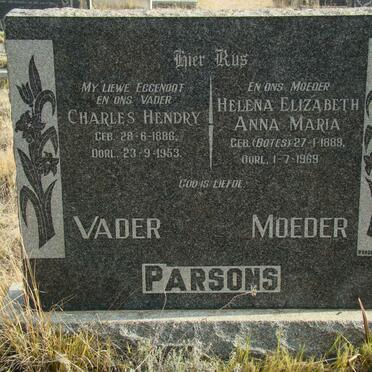 Hier Rus
MY LIEWE EGGENOOT
EN ONS VADER
CHARLES HENDRY
GEB. 28-6-1886,
OORL. 23-9-1953.
EN ONS MOEDER
HELENA ELIZABETH
ANNA MARIA
GEB. (BOTES) 27-1-1889,
OORL. 1-7-1969.
GOD IS LIEFDE.
VADER
MOEDER
PARSONS